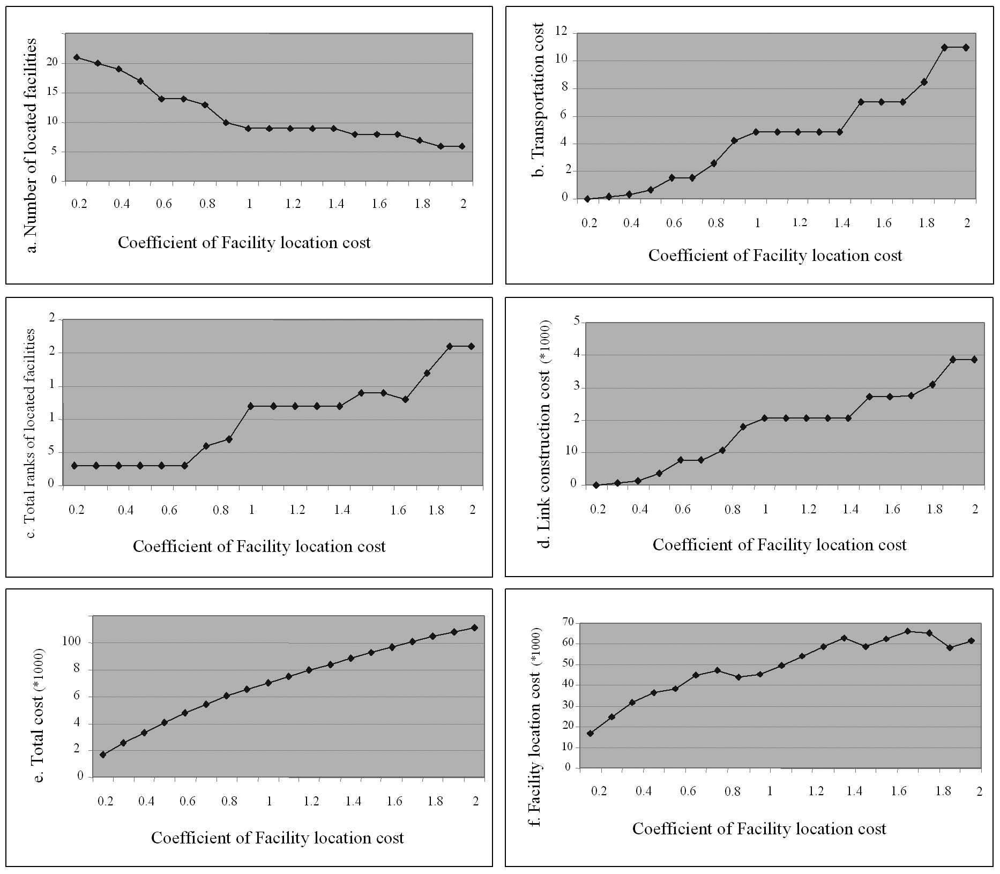 a. Number of located facilities
20
15
10
5
0
0.2 0.4 0.6 0.8 1 1.2 1.4 1.6 1.8 2
Coefficient of Facility location cost
b. Transportation cost
12
10
8
6
4
2
0
0.2 0.4 0.6 0.8 1 1.2 1.4 1.8 2
Coefficient of Facility location cost
c. Total ranks of located facilities
2
2
1
1
5
0
0.2 0.4 0.6 0.8 1 1.2 1.4 1.6 1.8 2
Coefficient of Facility location cost
d. Link construction cost (*1000)
5
4
3
2
10
0
0.2 0.4 0.6 0.8 1 1.2 1.4 1.6 1.8 2
Coefficient of Facility location cost
e. Total cost (*1000)
100
8
6
4
2
0
0.2 0.4 0.6 0.8 1 1.2 1.4 1.6 1.8 2
Coefficient of Facility location cost
f. Facility location cost (*1000)
70
60
50
40
30
20
10
0
0.2 0.4 0.6 0.8 1 1.2 1.4 1.6 1.8 2
Coefficient of Facility location cost